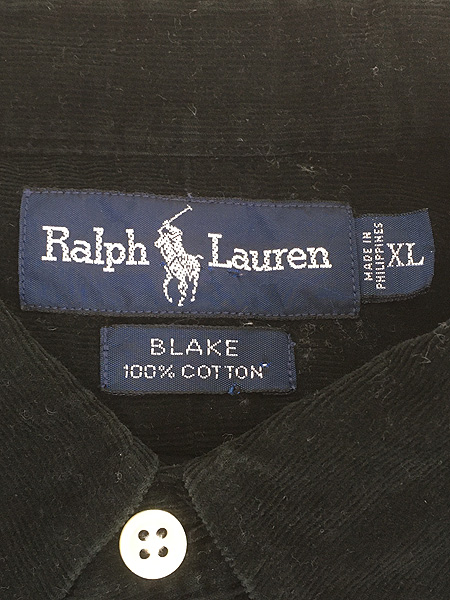 Ralph Lauren
MADE IN
PHILIPPINES
XL
BLAKE
100% COTTON